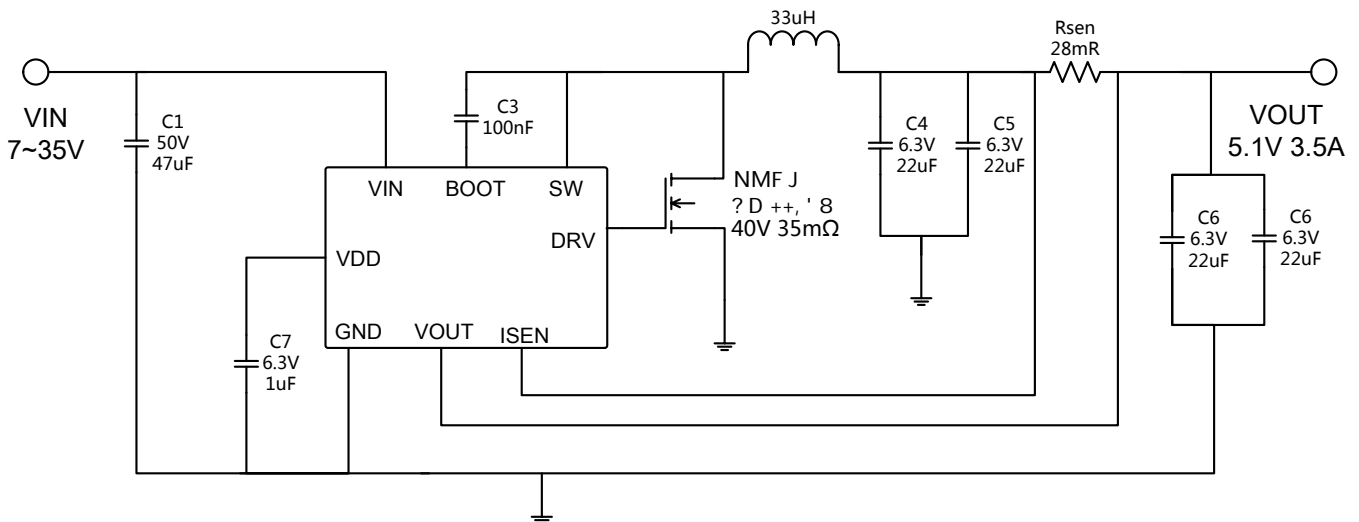 33uH
Rsen
28mR
VIN
7~35V
C1
50V
47uF
C3
100nF
C4
6.3V
22uF
C5
6.3V
22uF
VOUT
5.1V 3.5A
VIN
BOOT
SW
DRV
VDD
GND
VOUT
ISEN
NMF J
? D ++, ' 8
40V 35mΩ
C6
6.3V
22uF
C6
6.3V
22uF
C7
6.3V
1uF